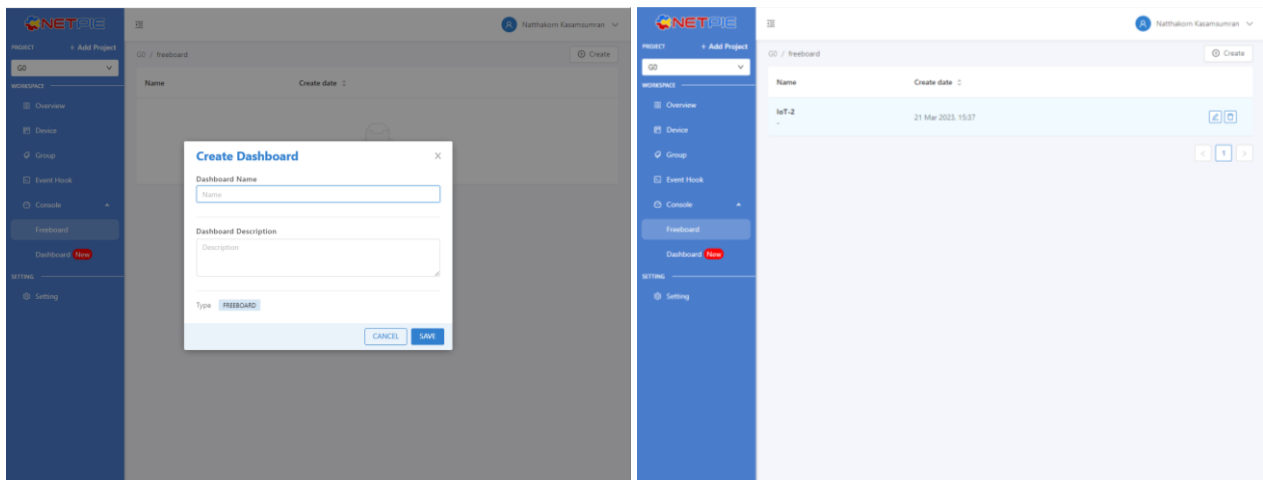 NETPIE
Natthakorn Kasamsumran
PROJECT + Add Project
G0 / freeboard
Create
G0
WORKSPACE
Name Create date
Overview
Device
Group
Event Hook
Console
Freeboard
Dashboard New
SETTING
Setting
Create Dashboard
Dashboard Name
Name
Dashboard Description
Description
Type FREEBOARD
CANCEL SAVE
NETPIE
Natthakorn Kasamsumran
PROJECT + Add Project
G0 / freeboard
Create
G0
WORKSPACE
Name Create date
Overview
IoT-2
-
21 Mar 2023, 15:37
Device
Group
1
Event Hook
Console
Freeboard
Dashboard New
SETTING
Setting